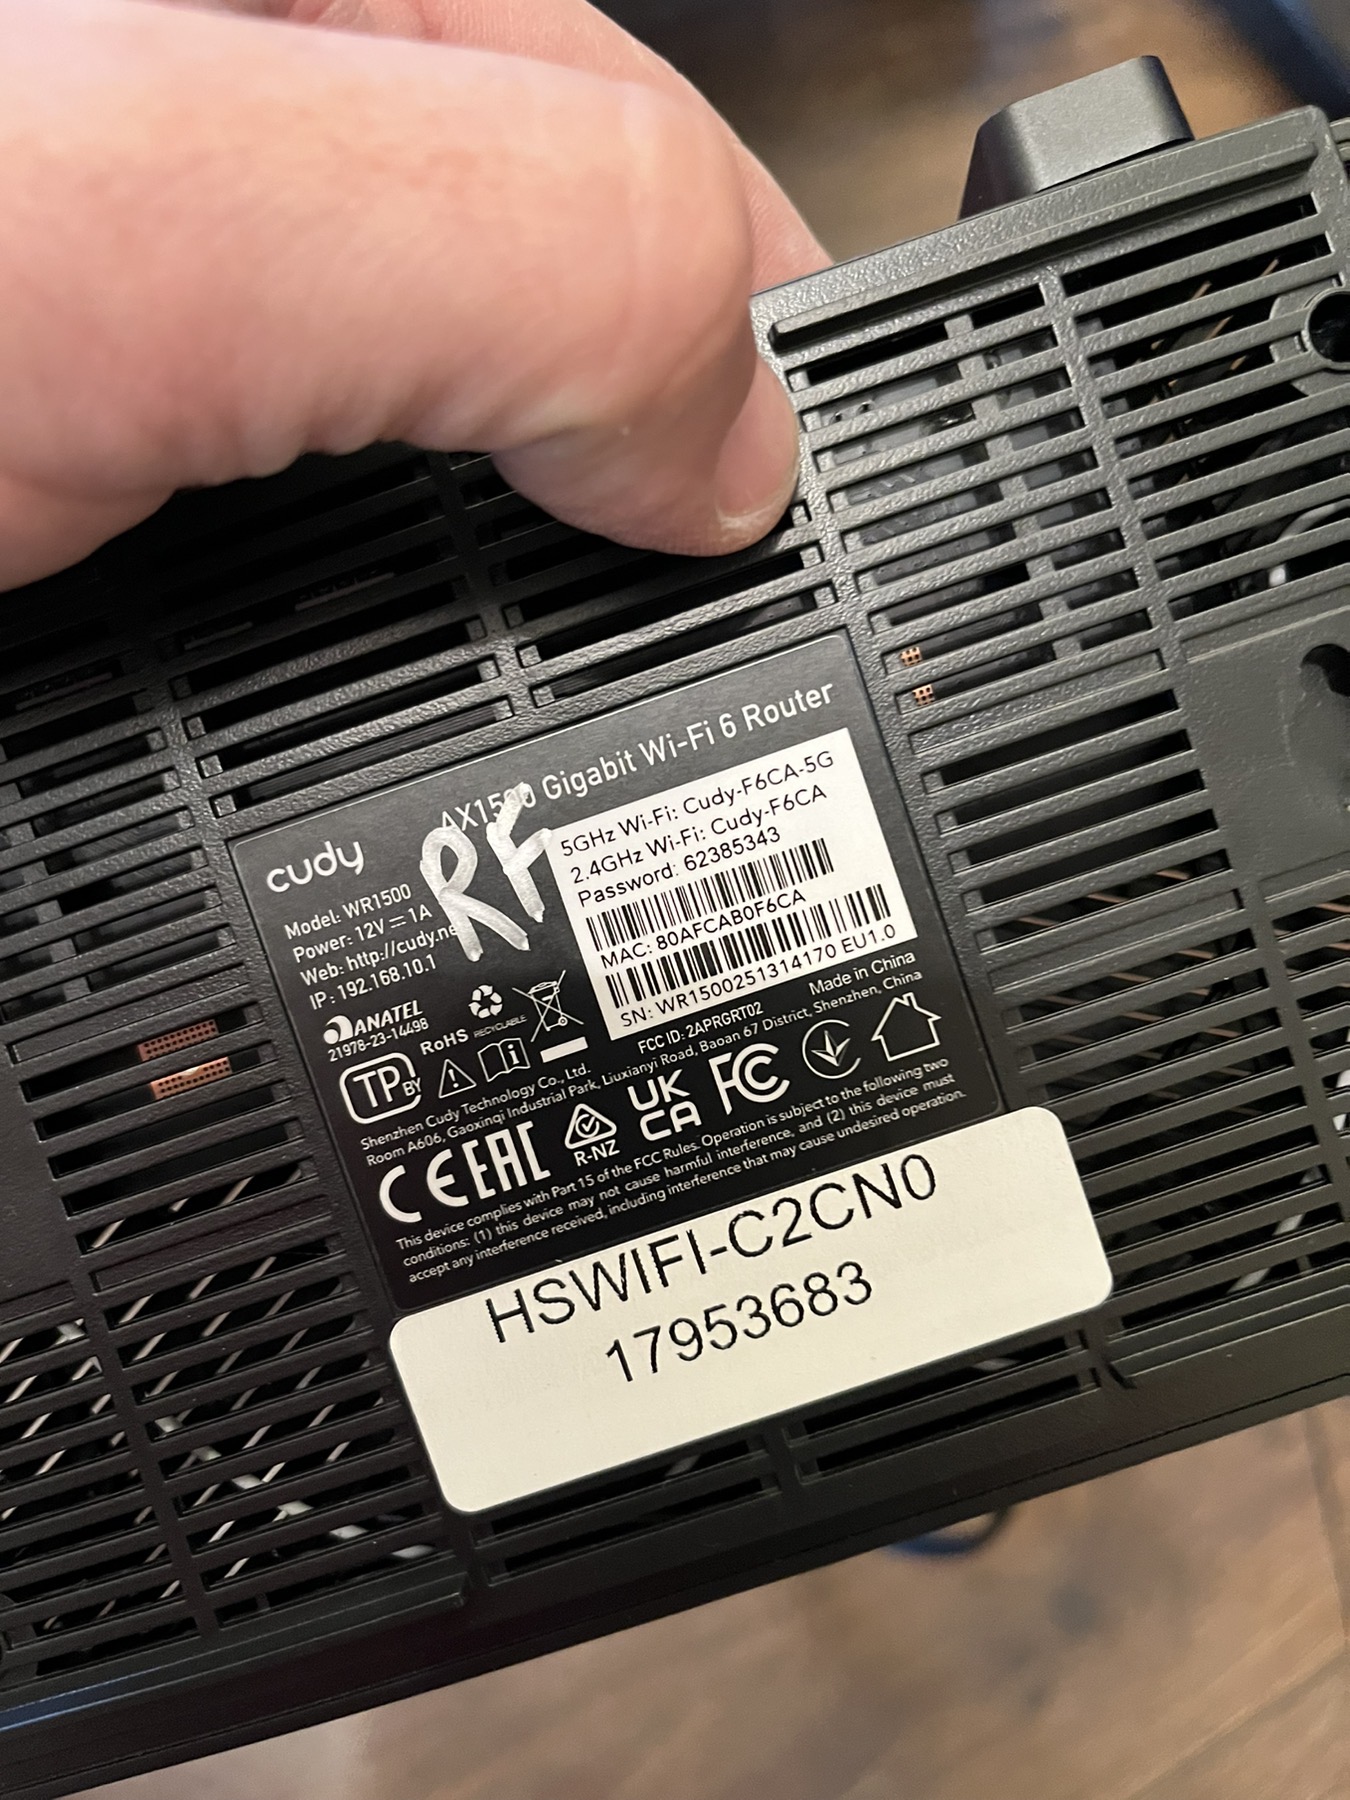 AX1500 Gigabit Wi-Fi 6 Router
cudy
RF
Model: WR1500
Power: 12V ⎓ 1A
Web: http://cudy.ne
IP: 192.168.10.1
5GHz Wi-Fi: Cudy-F6CA-5G
2.4GHz Wi-Fi: Cudy-F6CA
Password: 62385343
MAC: 80AFCAB0F6CA
SN: WR1500251314170 EU1.0
ANATEL
21978-23-14498
RoHS
RECYCLABLE
FCC ID: 2APRGRT02
Made in China
TP BY
Shenzhen Cudy Technology Co., Ltd.
Room A606, Gaoxinqi Industrial Park, Liuxianyi Road, Baoan 67 District, Shenzhen, China
CE EAC R-NZ UK CA FC
This device complies with Part 15 of the FCC Rules. Operation is subject to the following two
conditions: (1) this device may not cause harmful interference, and (2) this device must
accept any interference received, including interference that may cause undesired operation.
HSWIFI-C2CN0
17953683